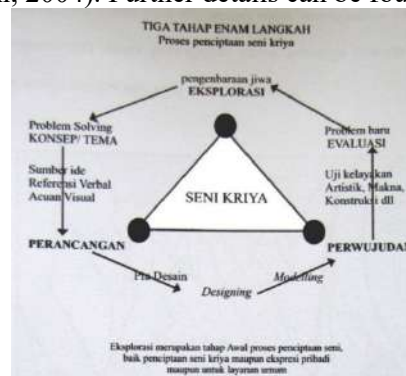 , 2004). Further details can be fou
TIGA TAHAP ENAM LANGKAH
Proses penciptaan seni kriya
pengembaraan jiwa
EKSPLORASI
Problem Solving
KONSEP/ TEMA
Problem baru
EVALUASI
Sumber ide
Referensi Verbal
Acuan Visual
Uji kelayakan
Artistik, Makna,
Konstruksi dll
SENI KRIYA
PERANCANGAN
PERWUJUDAN
Pra Desain
Designing
Modelling
Eksplorasi merupakan tahap Awal proses penciptaan seni,
baik penciptaan seni kriya maupun ekspresi pribadi
maupun untuk layanan umum